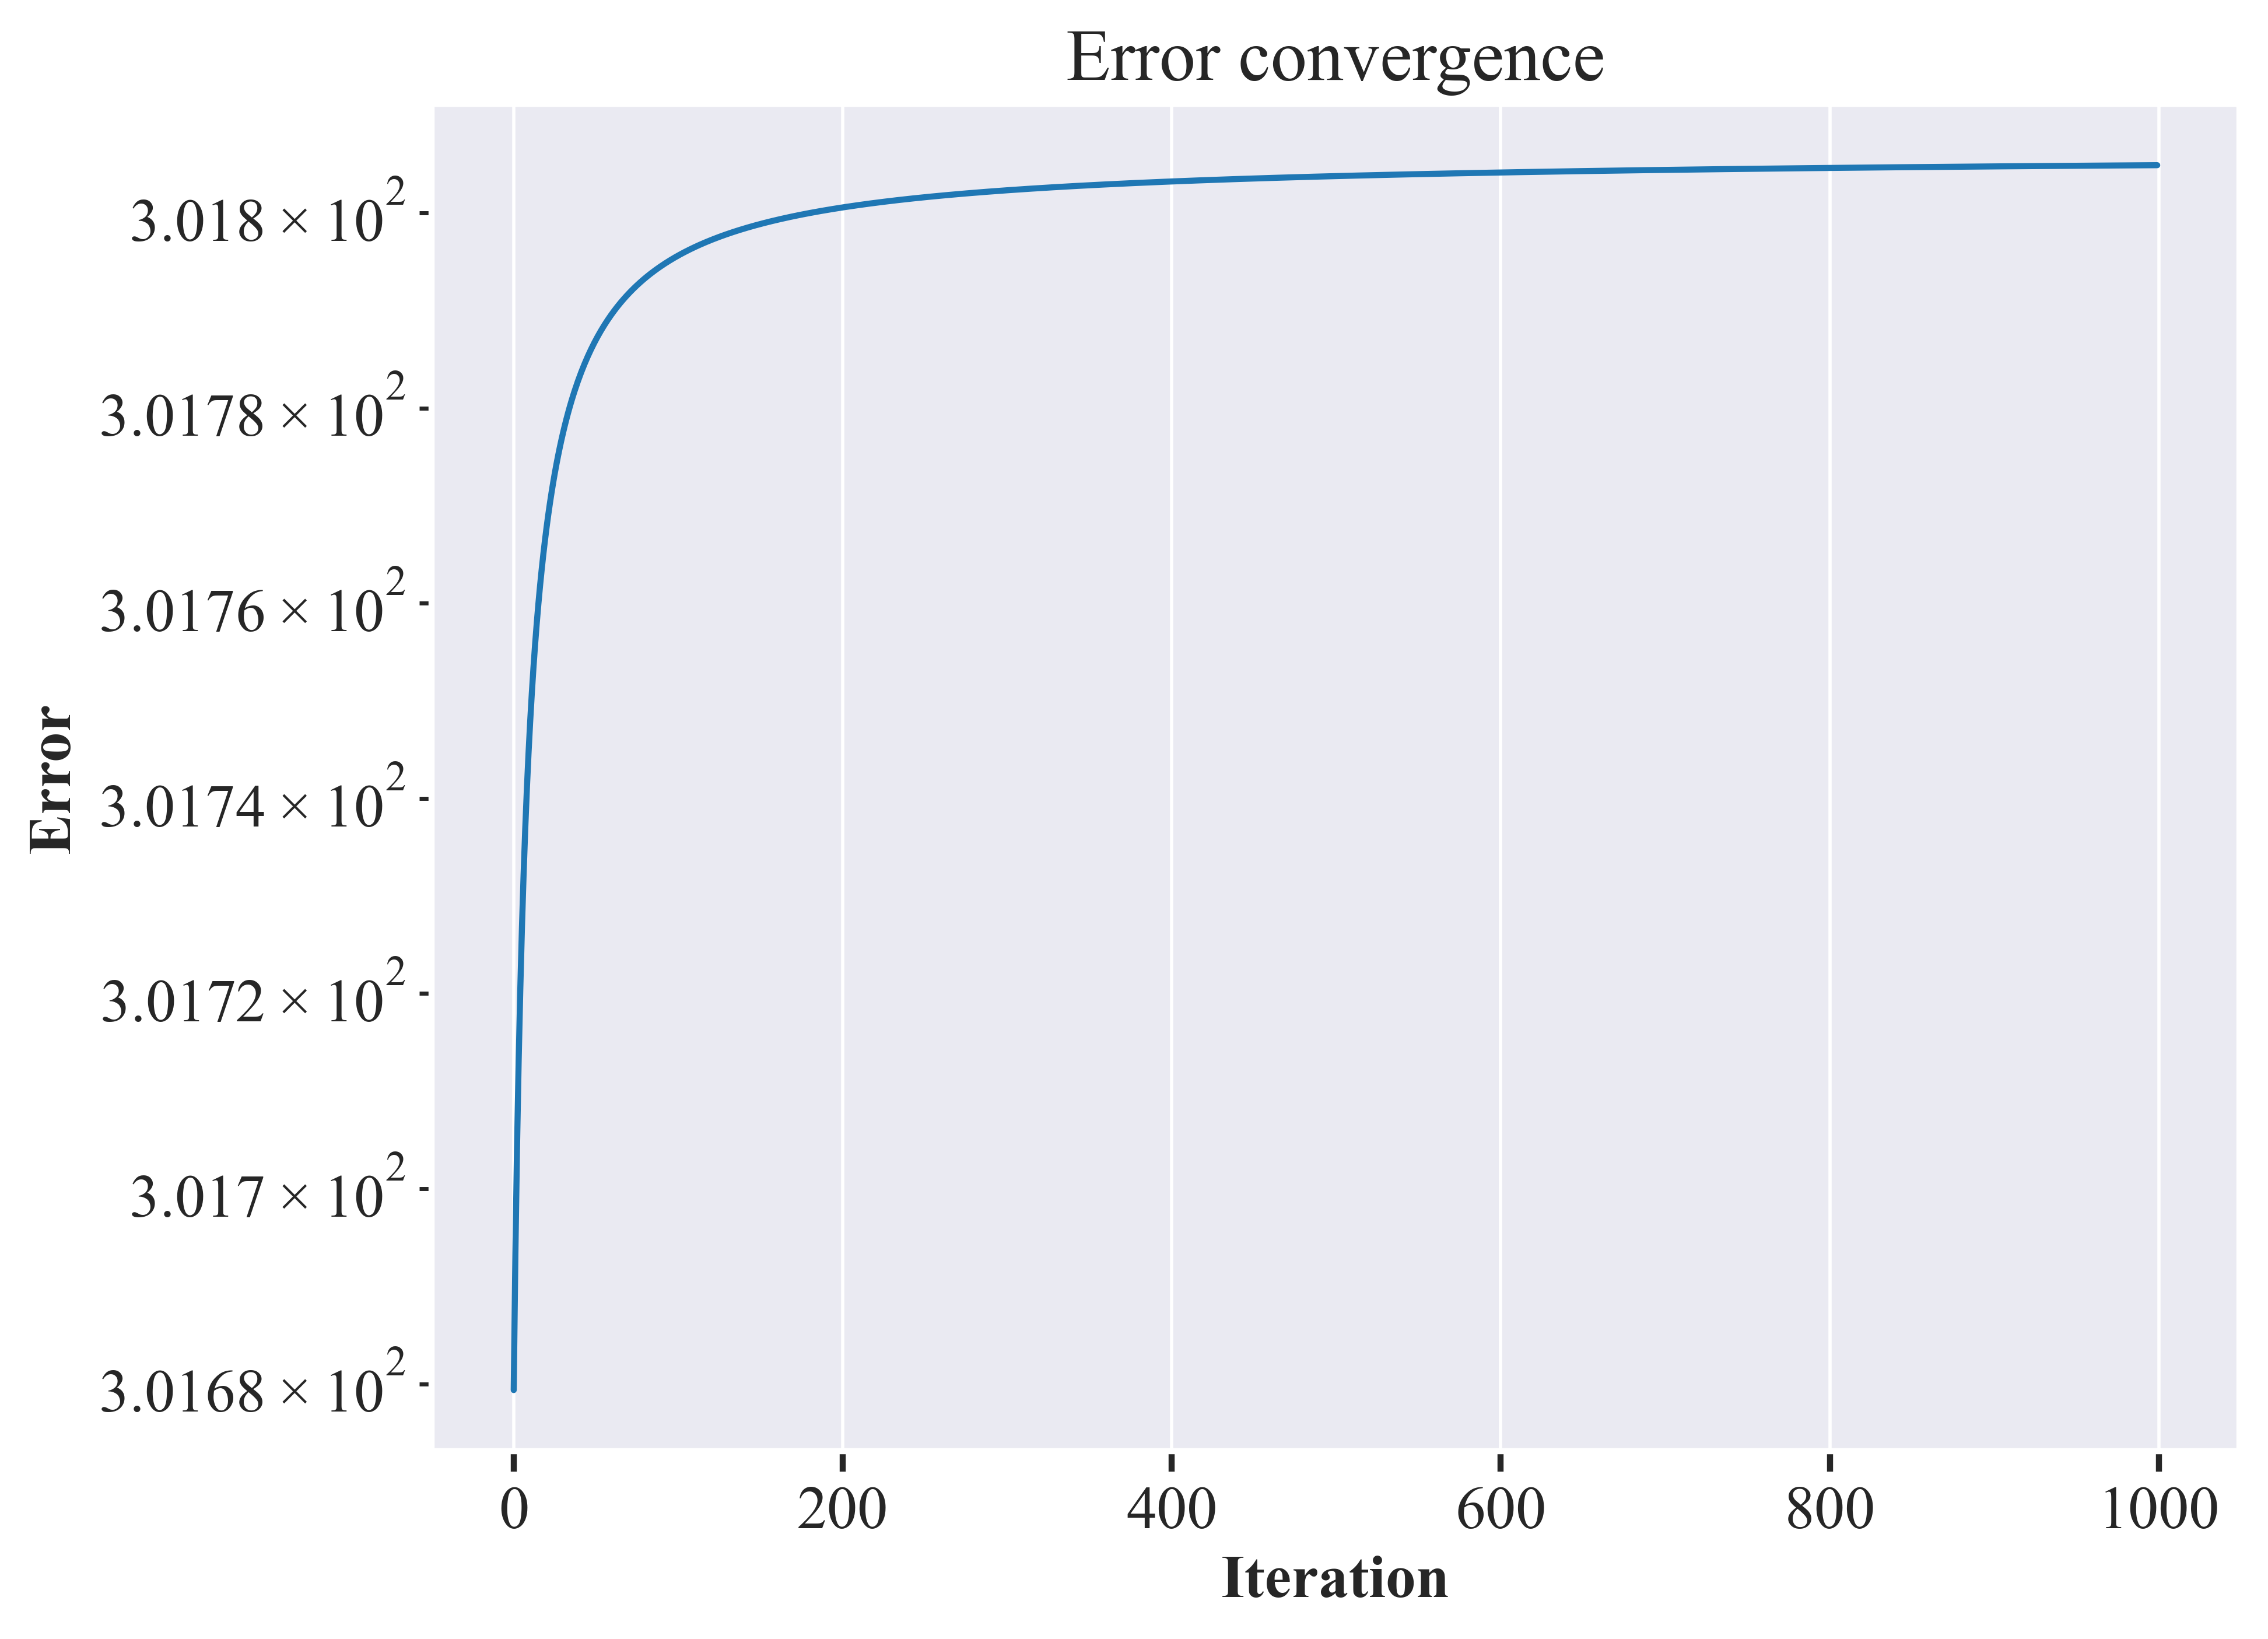 Error convergence
3.018 × 10²
3.0178 × 10²
3.0176 × 10²
3.0174 × 10²
3.0172 × 10²
3.017 × 10²
3.0168 × 10²
Error
0 200 400 600 800 1000
Iteration